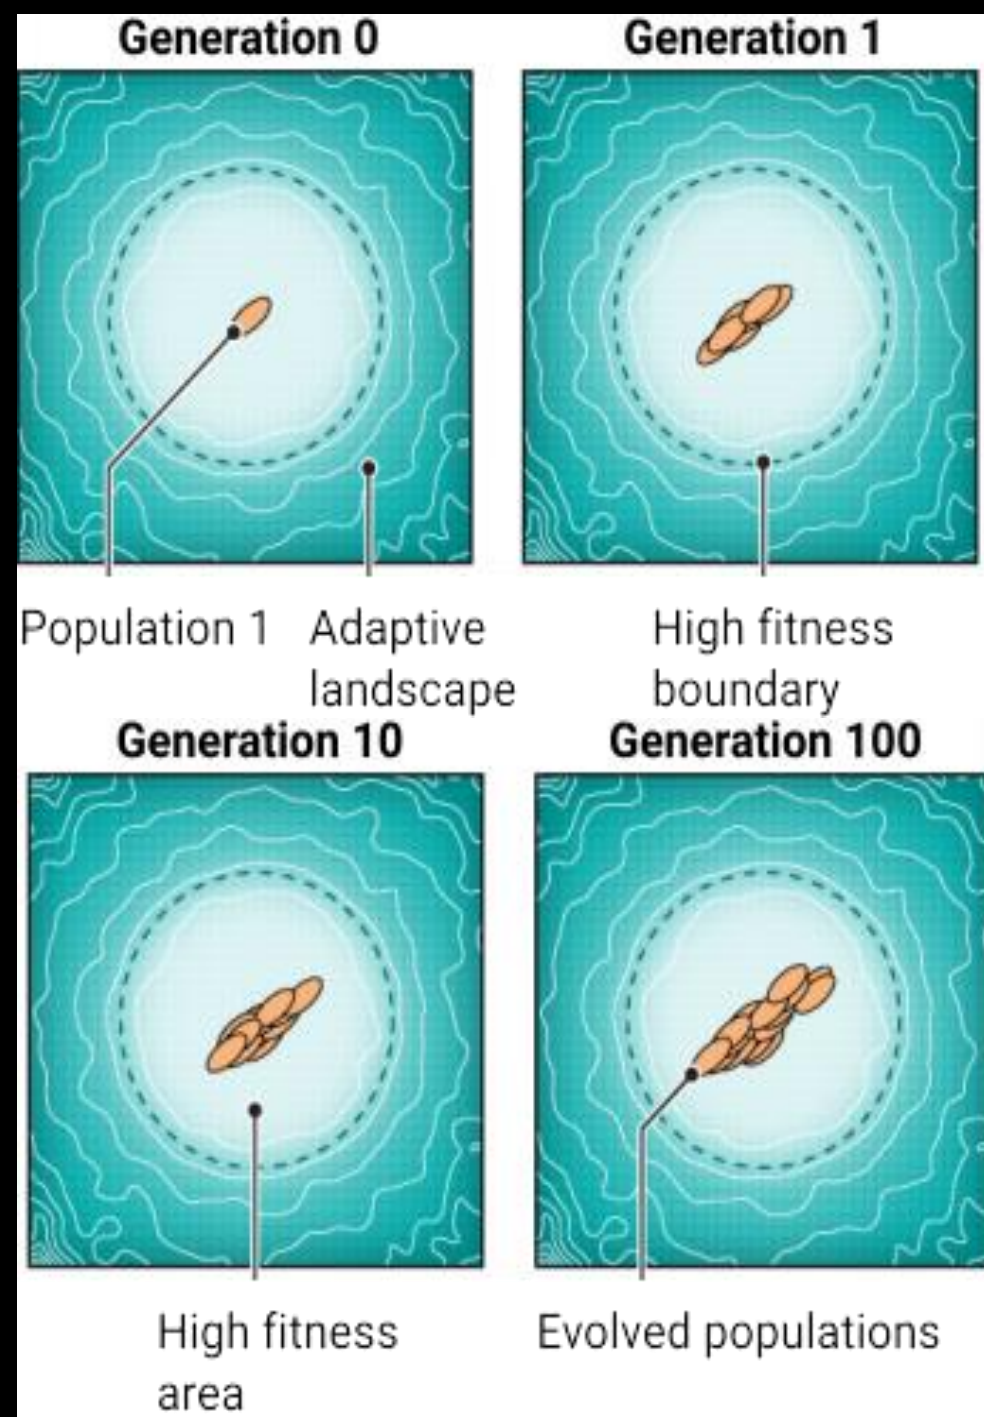 Generation 0
Generation 1
Population 1
Adaptive
landscape
High fitness
boundary
Generation 10
Generation 100
High fitness
area
Evolved populations